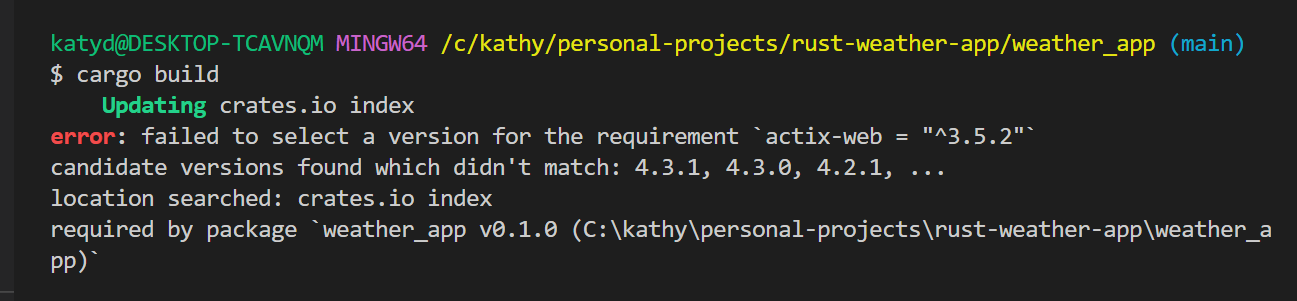 katyd@DESKTOP-TCAVNQM MINGW64 /c/kathy/personal-projects/rust-weather-app/weather_app (main)
$ cargo build
    Updating crates.io index
error: failed to select a version for the requirement `actix-web = "^3.5.2"`
candidate versions found which didn't match: 4.3.1, 4.3.0, 4.2.1, ...
location searched: crates.io index
required by package `weather_app v0.1.0 (C:\kathy\personal-projects\rust-weather-app\weather_a
pp)`